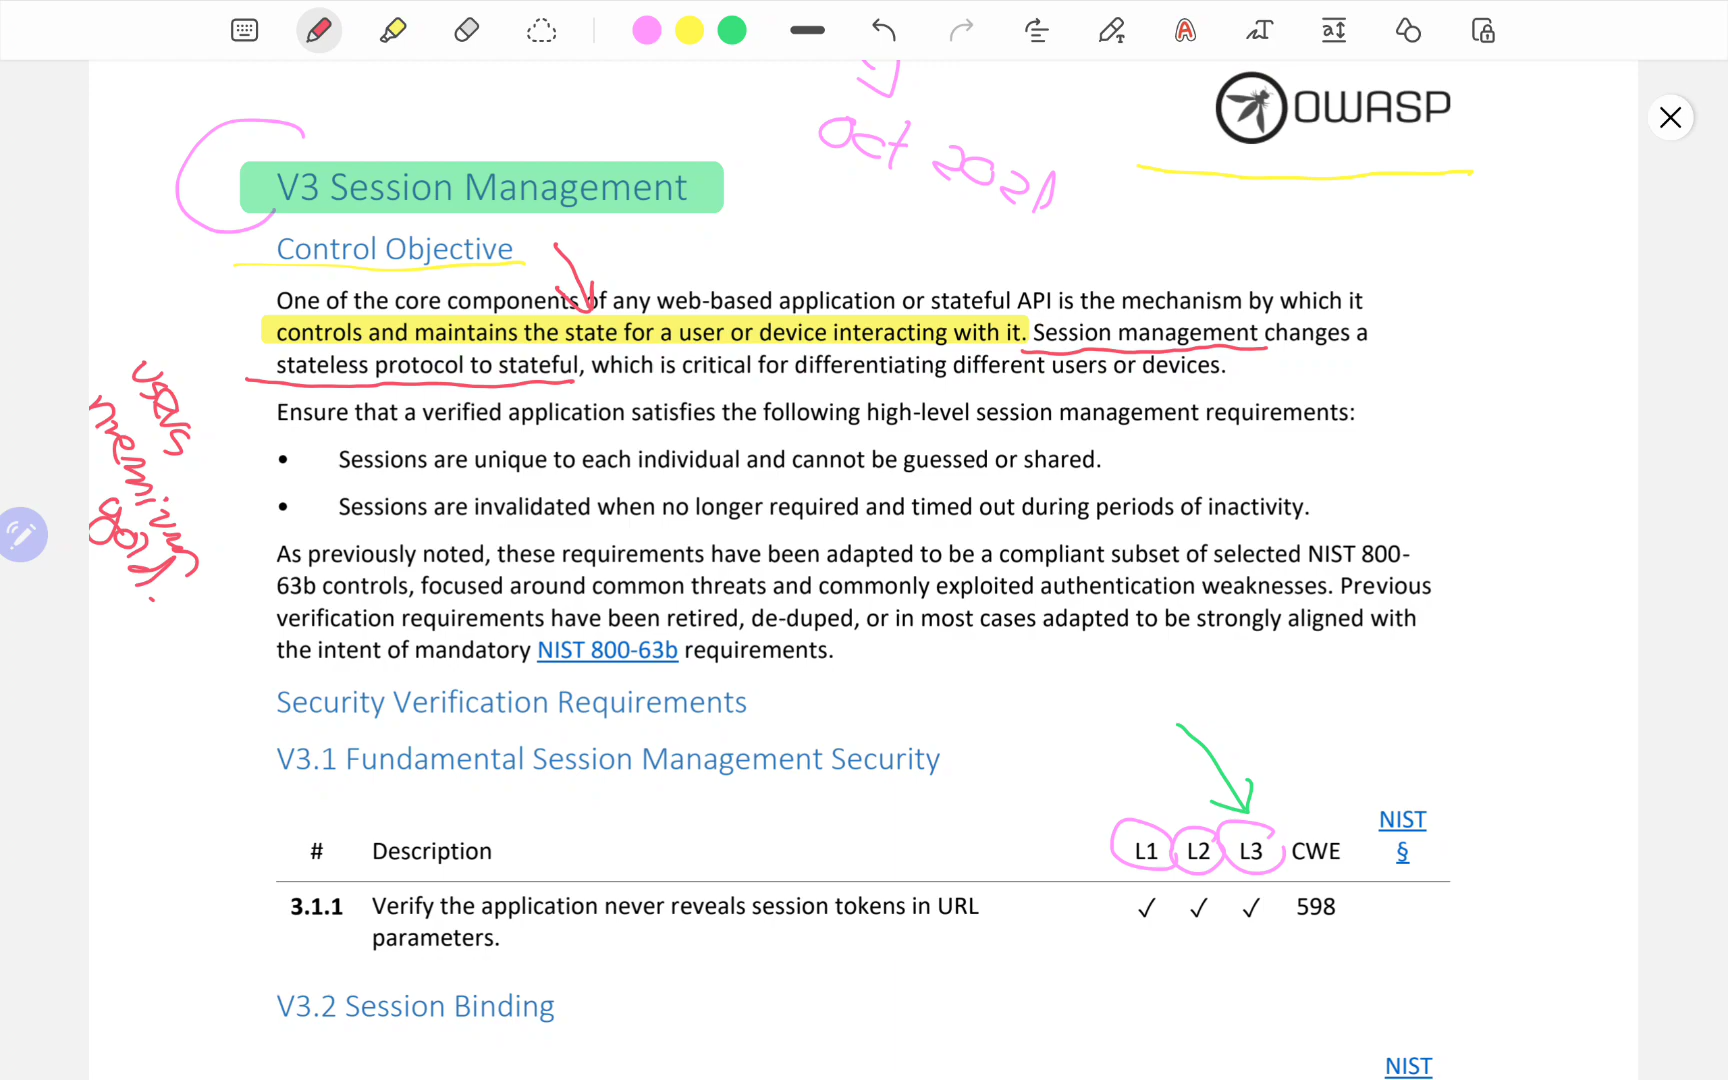 Oct 2021
OWASP
V3 Session Management
Control Objective
One of the core components of any web-based application or stateful API is the mechanism by which it
controls and maintains the state for a user or device interacting with it. Session management changes a
stateless protocol to stateful, which is critical for differentiating different users or devices.
users
Ensure that a verified application satisfies the following high-level session management requirements:
• Sessions are unique to each individual and cannot be guessed or shared.
• Sessions are invalidated when no longer required and timed out during periods of inactivity.
As previously noted, these requirements have been adapted to be a compliant subset of selected NIST 800-
63b controls, focused around common threats and commonly exploited authentication weaknesses. Previous
verification requirements have been retired, de-duped, or in most cases adapted to be strongly aligned with
the intent of mandatory NIST 800-63b requirements.
Security Verification Requirements
V3.1 Fundamental Session Management Security
# Description L1 L2 L3 CWE NIST §
3.1.1 Verify the application never reveals session tokens in URL ✓ ✓ ✓ 598
parameters.
V3.2 Session Binding
NIST